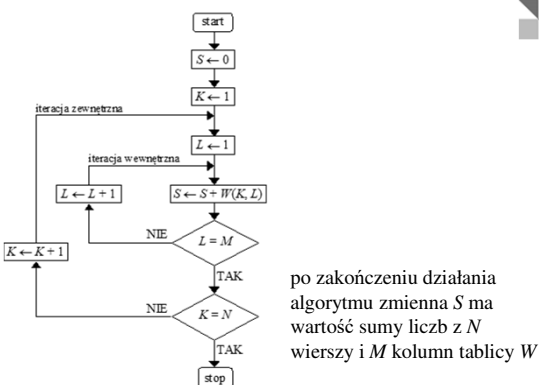 start
S ← 0
K ← 1
iteracja zewnętrzna
L ← 1
iteracja wewnętrzna
L ← L + 1
S ← S + W(K, L)
NIE
L = M
K ← K + 1
TAK
NIE
K = N
TAK
stop
po zakończeniu działania
algorytmu zmienna S ma
wartość sumy liczb z N
wierszy i M kolumn tablicy W